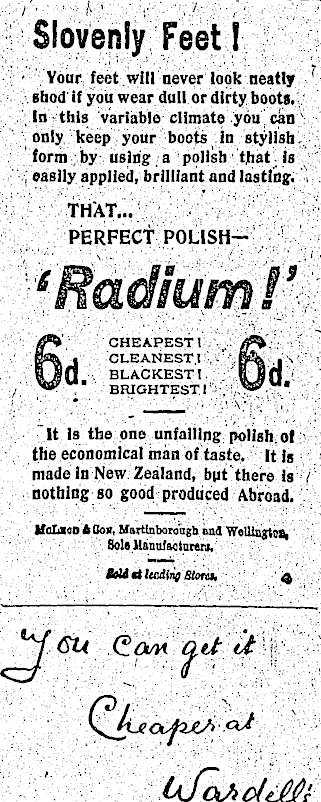 Slovenly Feet!
Your feet will never look neatly
shod if you wear dull or dirty boots.
In this variable climate you can
only keep your boots in stylish
form by using a polish that is
easily applied, brilliant and lasting.
THAT...
PERFECT POLISH—
'Radium!'
6d. CHEAPEST! 6d.
CLEANEST!
BLACKEST!
BRIGHTEST!
It is the one unfailing polish of
the economical man of taste. It is
made in New Zealand, but there is
nothing so good produced Abroad.
McLeod & Cov, Martinborough and Wellington,
Sole Manufacturers.
Sold at leading Stores.
"You can get it
Cheaper at
Wardell's